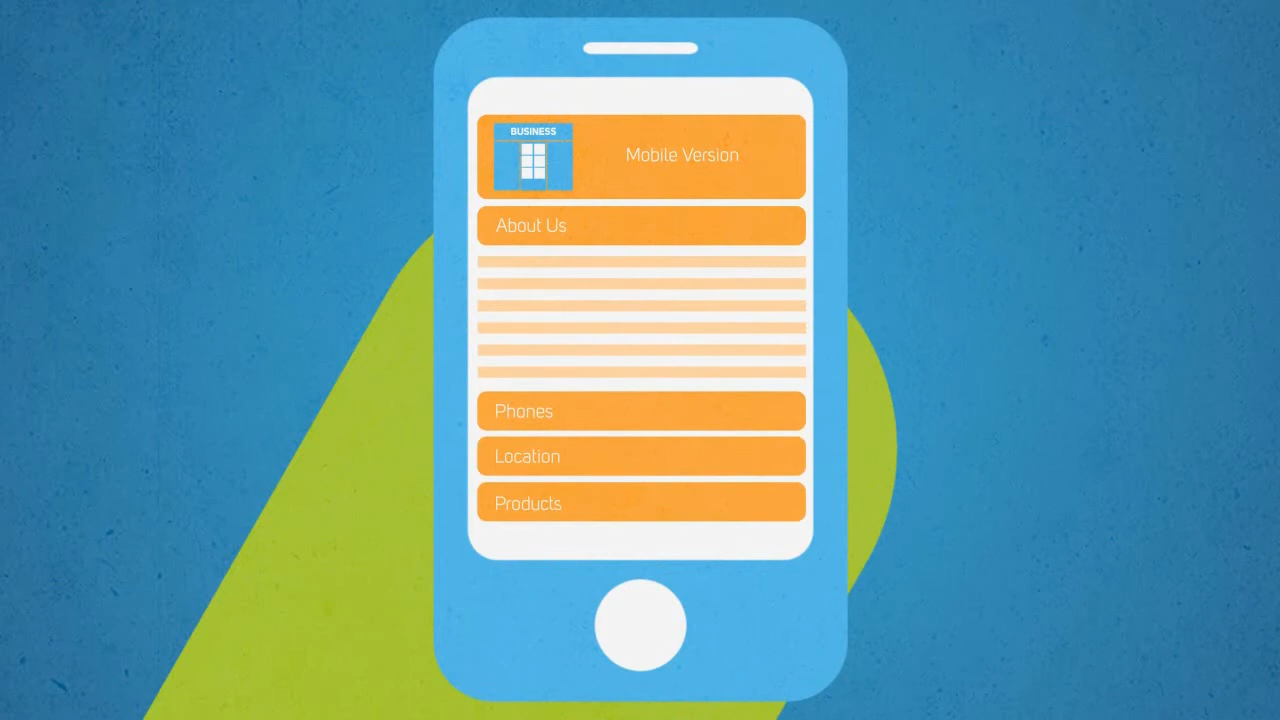 BUSINESS
Mobile Version
About Us
Phones
Location
Products